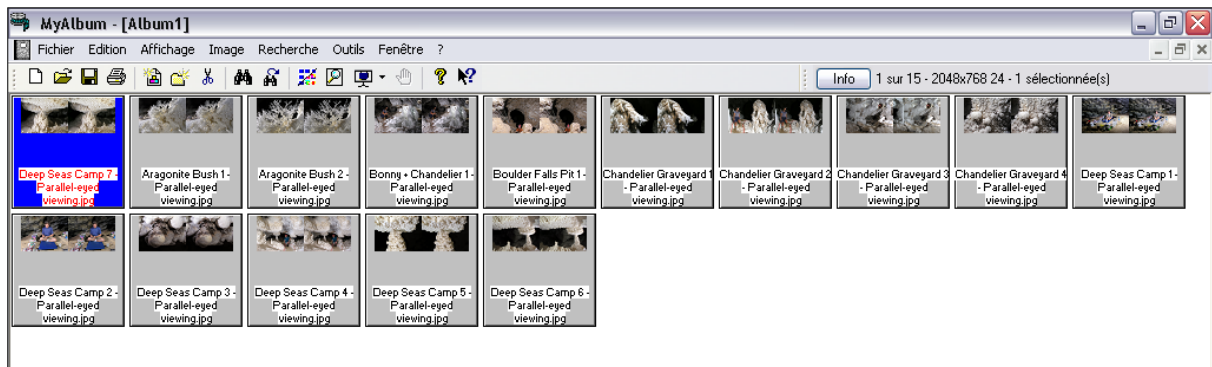 MyAlbum - [Album1]
Fichier Edition Affichage Image Recherche Outils Fenêtre ?
Info 1 sur 15 - 2048x768 24 - 1 sélectionnée(s)
Deep Seas Camp 7 -
Parallel-eyed
viewing.jpg
Aragonite Bush 1 -
Parallel-eyed
viewing.jpg
Aragonite Bush 2 -
Parallel-eyed
viewing.jpg
Bonny + Chandelier 1 -
Parallel-eyed
viewing.jpg
Boulder Falls Pit 1 -
Parallel-eyed
viewing.jpg
Chandelier Graveyard 1
- Parallel-eyed
viewing.jpg
Chandelier Graveyard 2
- Parallel-eyed
viewing.jpg
Chandelier Graveyard 3
- Parallel-eyed
viewing.jpg
Chandelier Graveyard 4
- Parallel-eyed
viewing.jpg
Deep Seas Camp 1 -
Parallel-eyed
viewing.jpg
Deep Seas Camp 2 -
Parallel-eyed
viewing.jpg
Deep Seas Camp 3 -
Parallel-eyed
viewing.jpg
Deep Seas Camp 4 -
Parallel-eyed
viewing.jpg
Deep Seas Camp 5 -
Parallel-eyed
viewing.jpg
Deep Seas Camp 6 -
Parallel-eyed
viewing.jpg